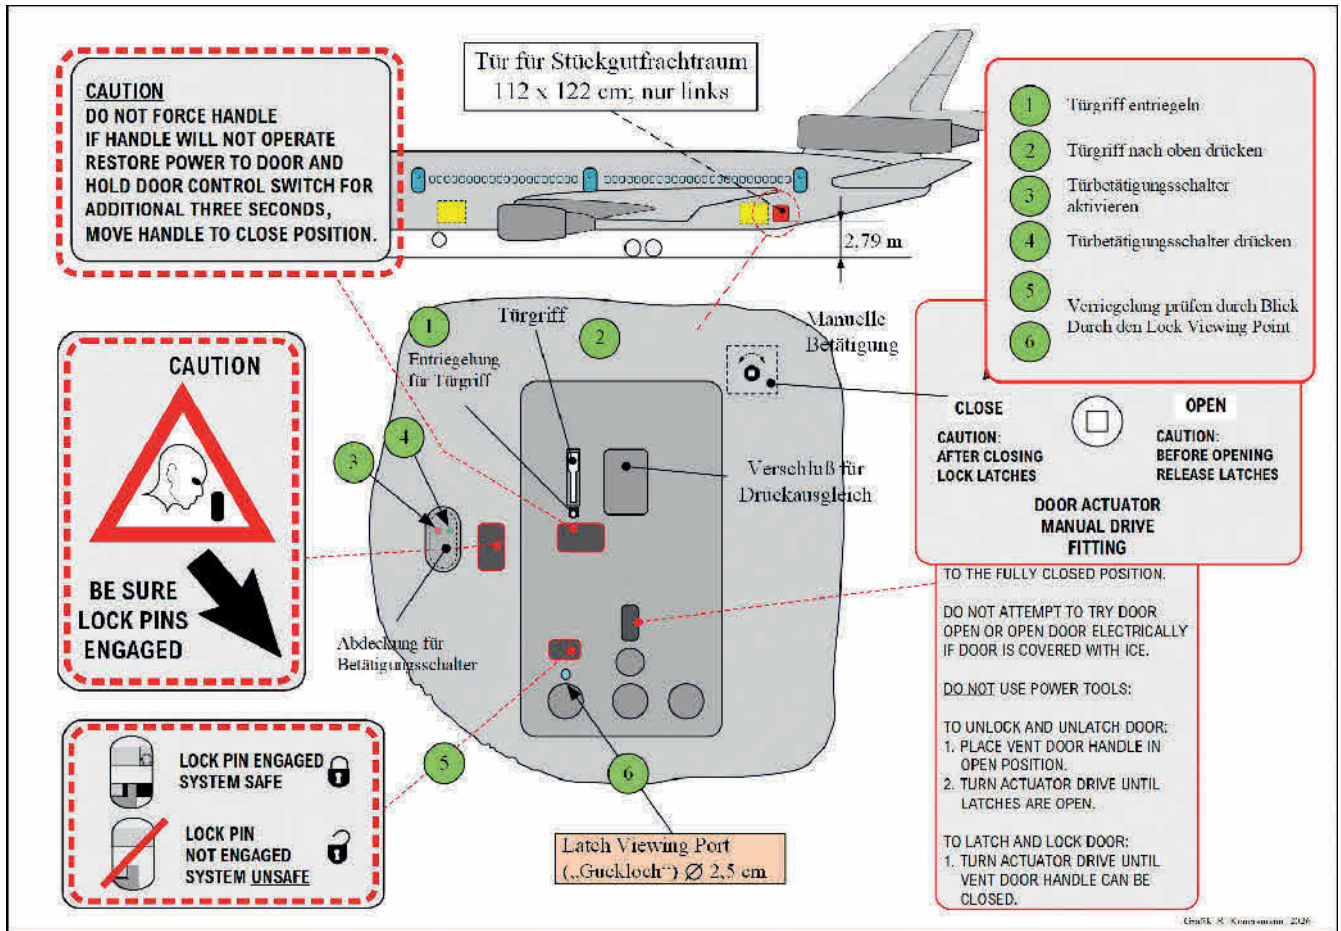 CAUTION
DO NOT FORCE HANDLE
IF HANDLE WILL NOT OPERATE
RESTORE POWER TO DOOR AND
HOLD DOOR CONTROL SWITCH FOR
ADDITIONAL THREE SECONDS,
MOVE HANDLE TO CLOSE POSITION.
Tür für Stückgutfrachtraum
112 x 122 cm; nur links
2,79 m
1 Türgriff entriegeln
2 Türgriff nach oben drücken
3 Türbetätigungsschalter
aktivieren
4 Türbetätigungsschalter drücken
5
6
Verriegelung prüfen durch Blick
Durch den Lock Viewing Point
CAUTION
BE SURE
LOCK PINS
ENGAGED
1
Türgriff
2
Entriegelung
für Türgriff
Manuelle
Betätigung
3
4
Verschluß für
Druckausgleich
Abdeckung für
Betätigungsschalter
5
6
CLOSE
OPEN
CAUTION:
AFTER CLOSING
LOCK LATCHES
CAUTION:
BEFORE OPENING
RELEASE LATCHES
DOOR ACTUATOR
MANUAL DRIVE
FITTING
TO THE FULLY CLOSED POSITION.
DO NOT ATTEMPT TO TRY DOOR
OPEN OR OPEN DOOR ELECTRICALLY
IF DOOR IS COVERED WITH ICE.
DO NOT USE POWER TOOLS:
TO UNLOCK AND UNLATCH DOOR:
1. PLACE VENT DOOR HANDLE IN
OPEN POSITION.
2. TURN ACTUATOR DRIVE UNTIL
LATCHES ARE OPEN.
TO LATCH AND LOCK DOOR:
1. TURN ACTUATOR DRIVE UNTIL
VENT DOOR HANDLE CAN BE
CLOSED.
LOCK PIN ENGAGED
SYSTEM SAFE
LOCK PIN
NOT ENGAGED
SYSTEM UNSAFE
Latch Viewing Port
(„Guckloch“) Ø 2,5 cm
Grafik R. Konersmann 2026